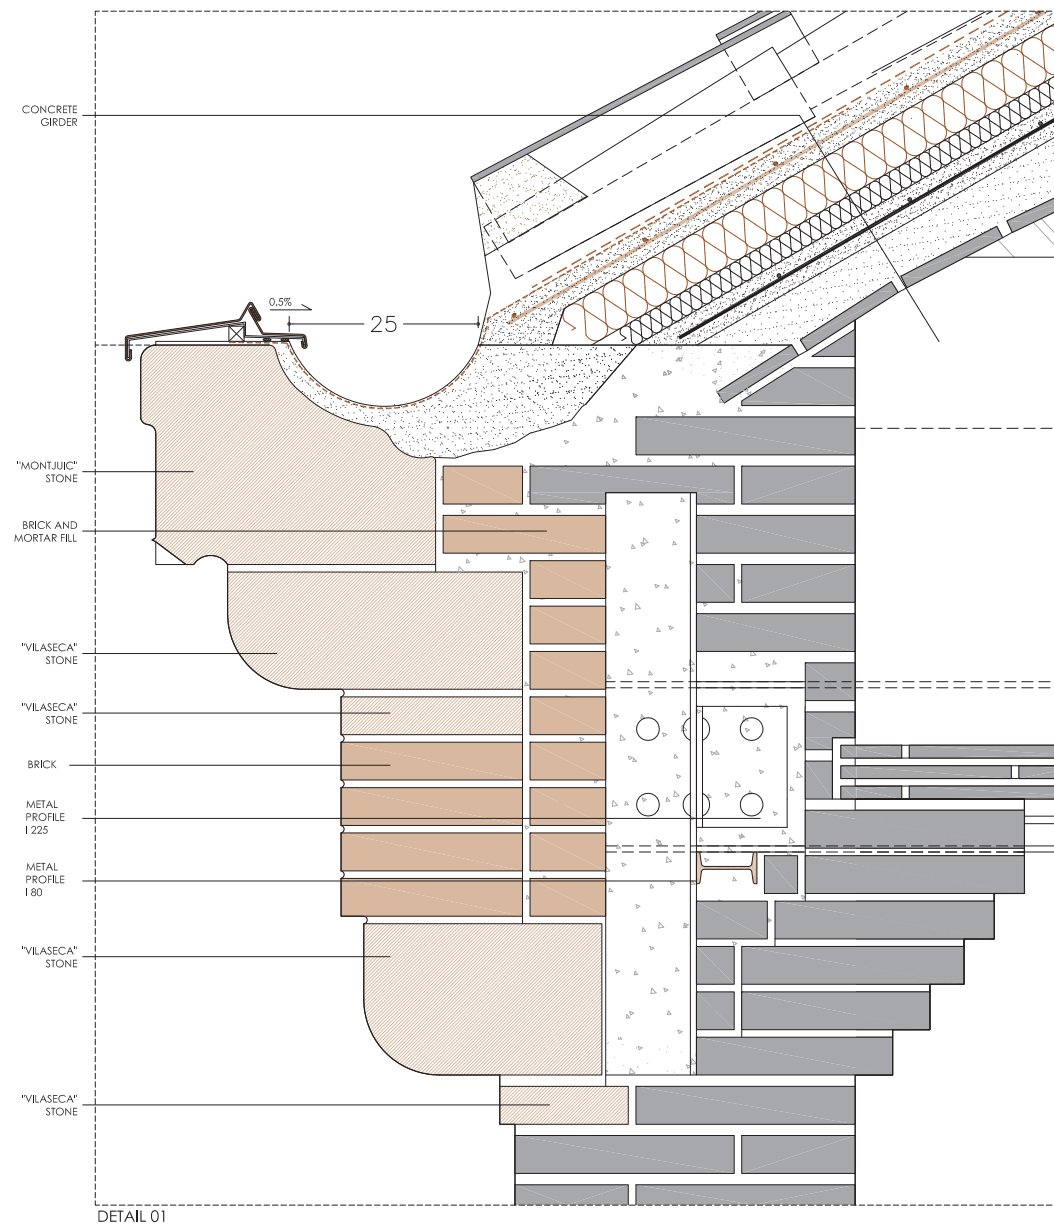 CONCRETE
GIRDER
0.5%
25
"MONTJUIC"
STONE
BRICK AND
MORTAR FILL
"VILASECA"
STONE
"VILASECA"
STONE
BRICK
METAL
PROFILE
I 225
METAL
PROFILE
I 80
"VILASECA"
STONE
"VILASECA"
STONE
DETAIL 01